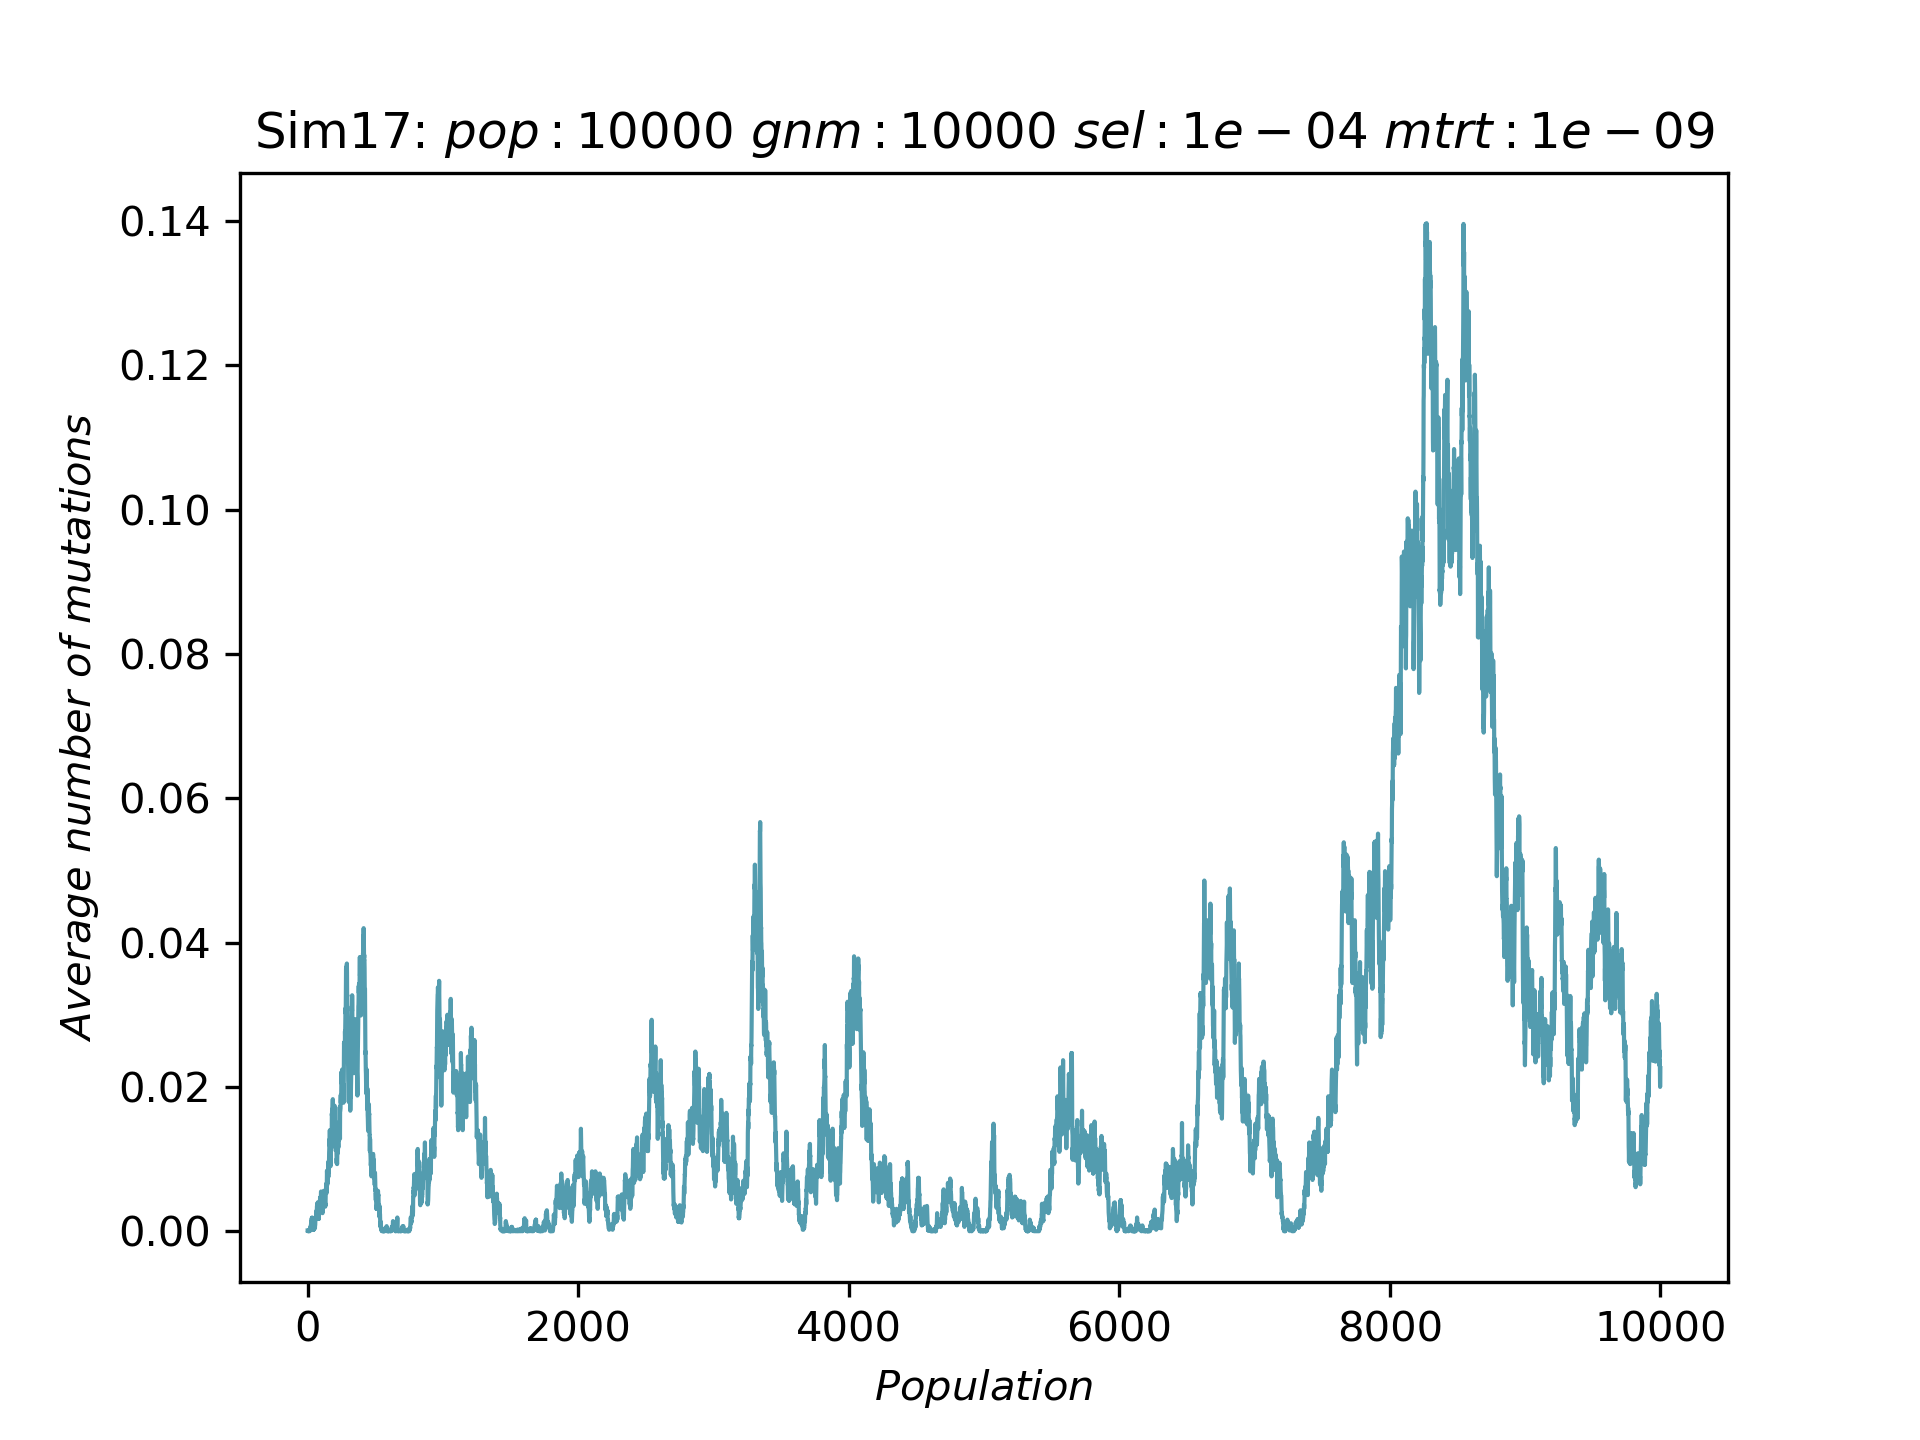 Sim17: pop : 10000 gnm : 10000 sel : 1e − 04 mtrt : 1e − 09
0.14
0.12
0.10
0.08
0.06
0.04
0.02
0.00
Average number of mutations
0 2000 4000 6000 8000 10000
Population